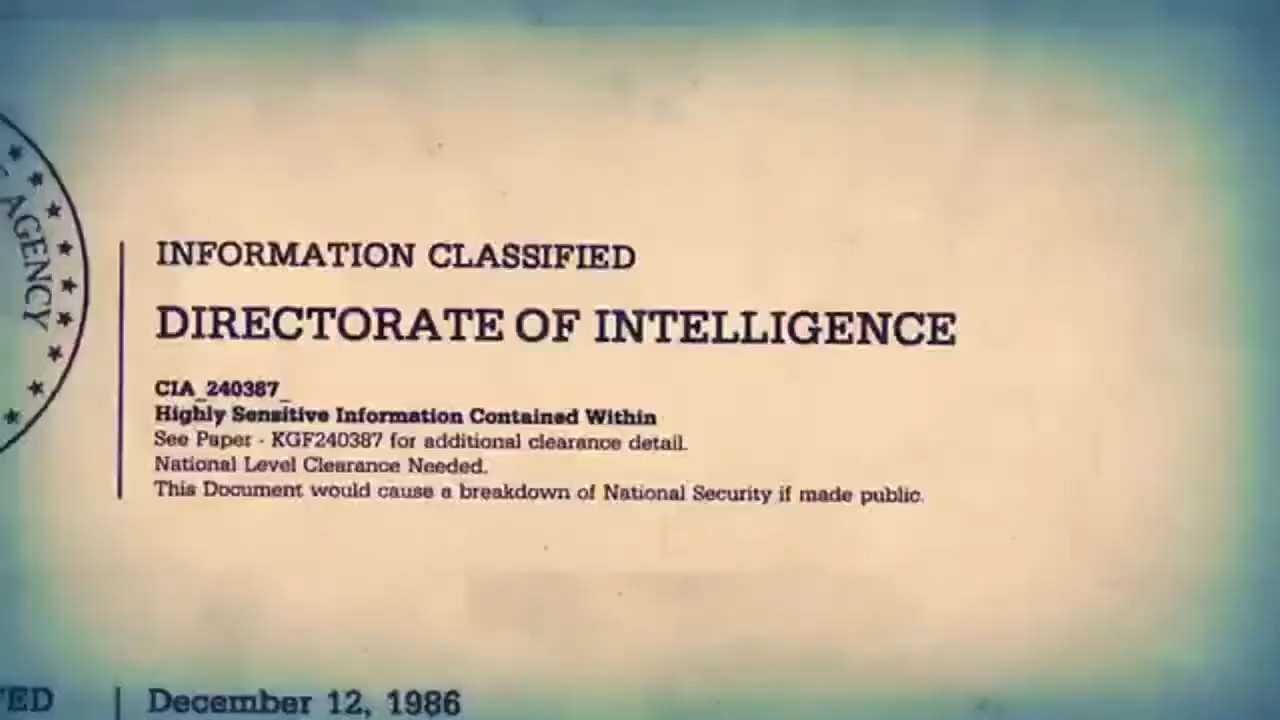 AGENCY
INFORMATION CLASSIFIED
DIRECTORATE OF INTELLIGENCE
CIA_240387_
Highly Sensitive Information Contained Within
See Paper - KGF240387 for additional clearance detail.
National Level Clearance Needed.
This Document would cause a breakdown of National Security if made public.
December 12, 1986